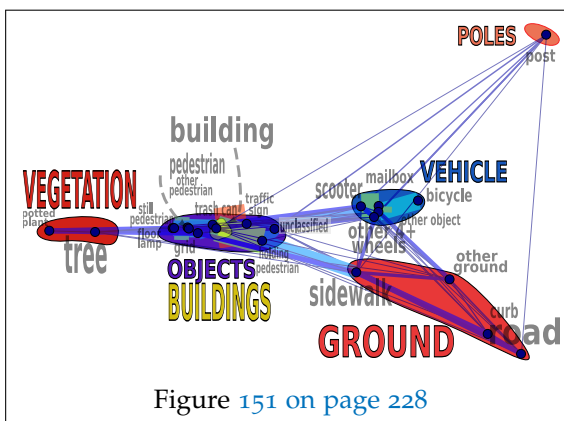 POLES
post
building
pedestrian
other
pedestrian
VEGETATION
potted
plant
tree
still
pedestrian
trash can
traffic
sign
unclassified
flood
lamp
grid
holding
pedestrian
OBJECTS
BUILDINGS
scooter
mailbox
VEHICLE
bicycle
other object
other 4+
wheels
other
ground
sidewalk
curb
road
GROUND
Figure 151 on page 228